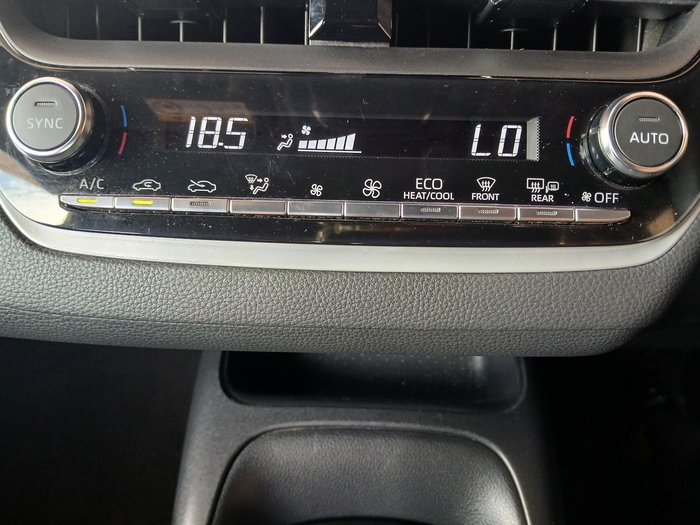 SYNC
18.5
LO
AUTO
A/C
ECO
HEAT/COOL
FRONT
REAR
OFF